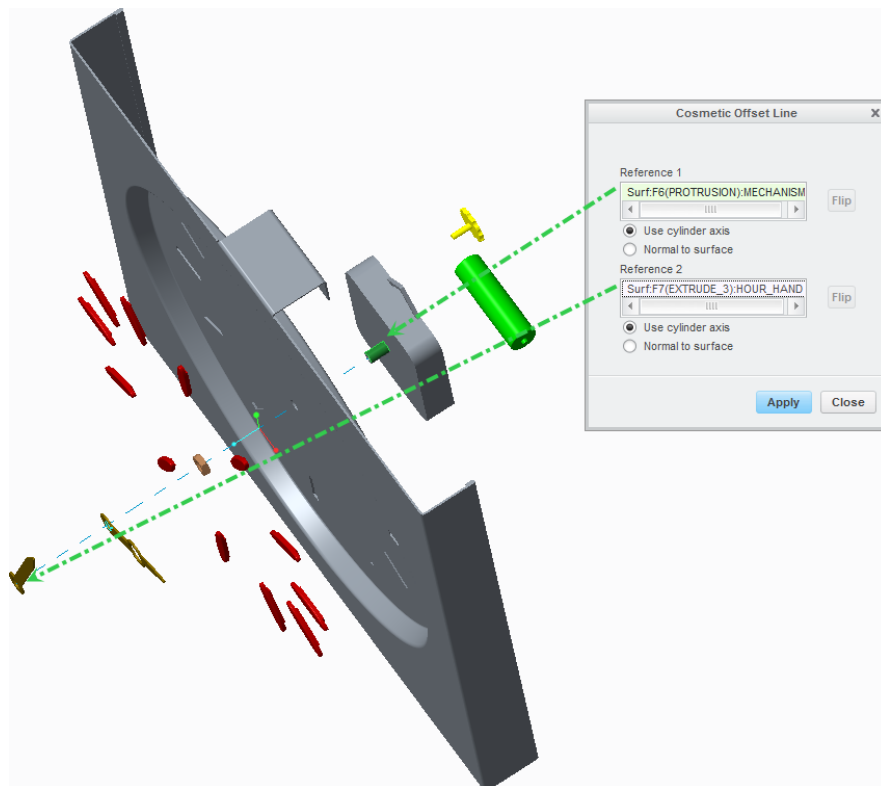 Cosmetic Offset Line
X
Reference 1
Surf:F6(PROTRUSION):MECHANISM
Flip
Use cylinder axis
Normal to surface
Reference 2
Surf:F7(EXTRUDE_3):HOUR_HAND
Flip
Use cylinder axis
Normal to surface
Apply
Close